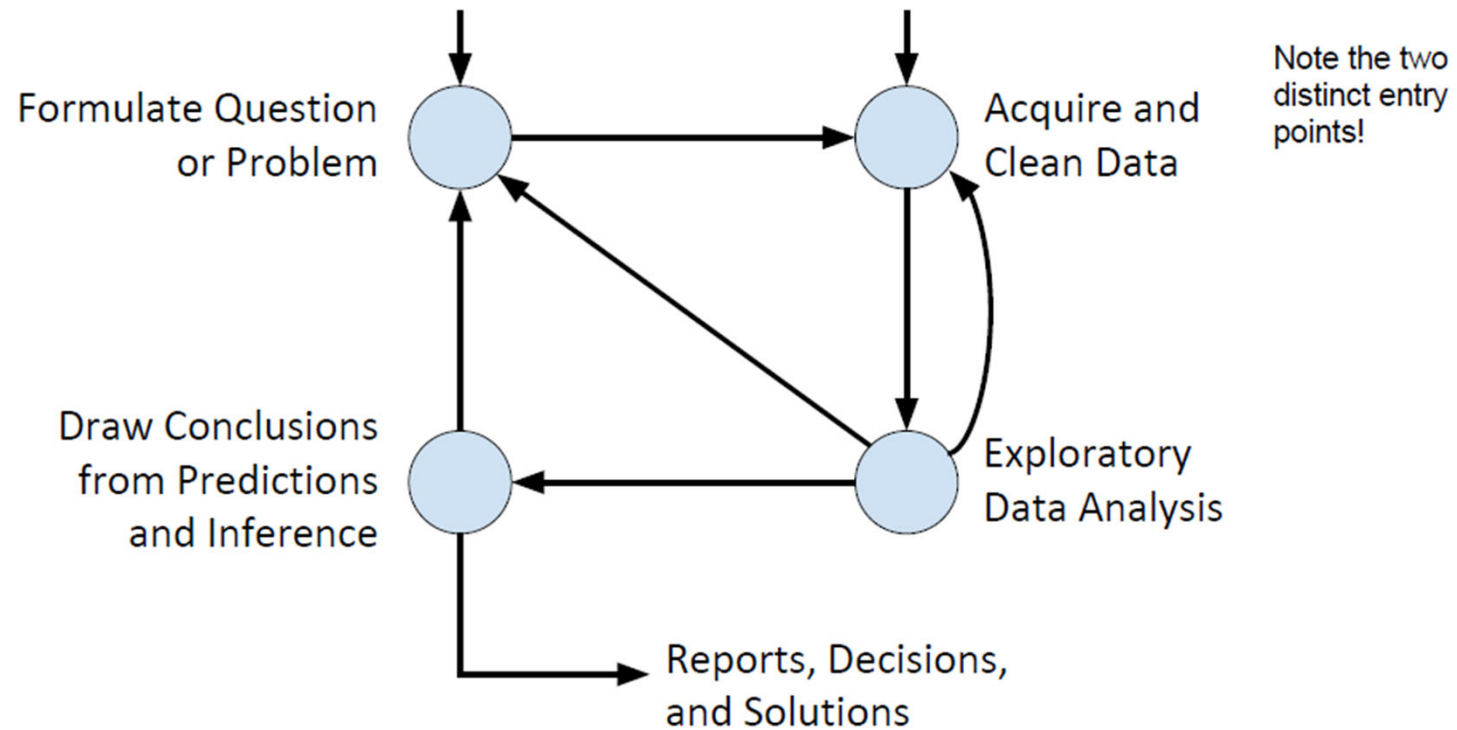 Formulate Question
or Problem
Acquire and
Clean Data
Note the two
distinct entry
points!
Draw Conclusions
from Predictions
and Inference
Exploratory
Data Analysis
Reports, Decisions,
and Solutions